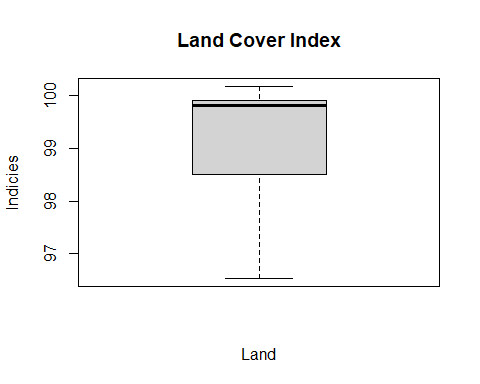 Land Cover Index
100
99
98
97
Indicies
Land